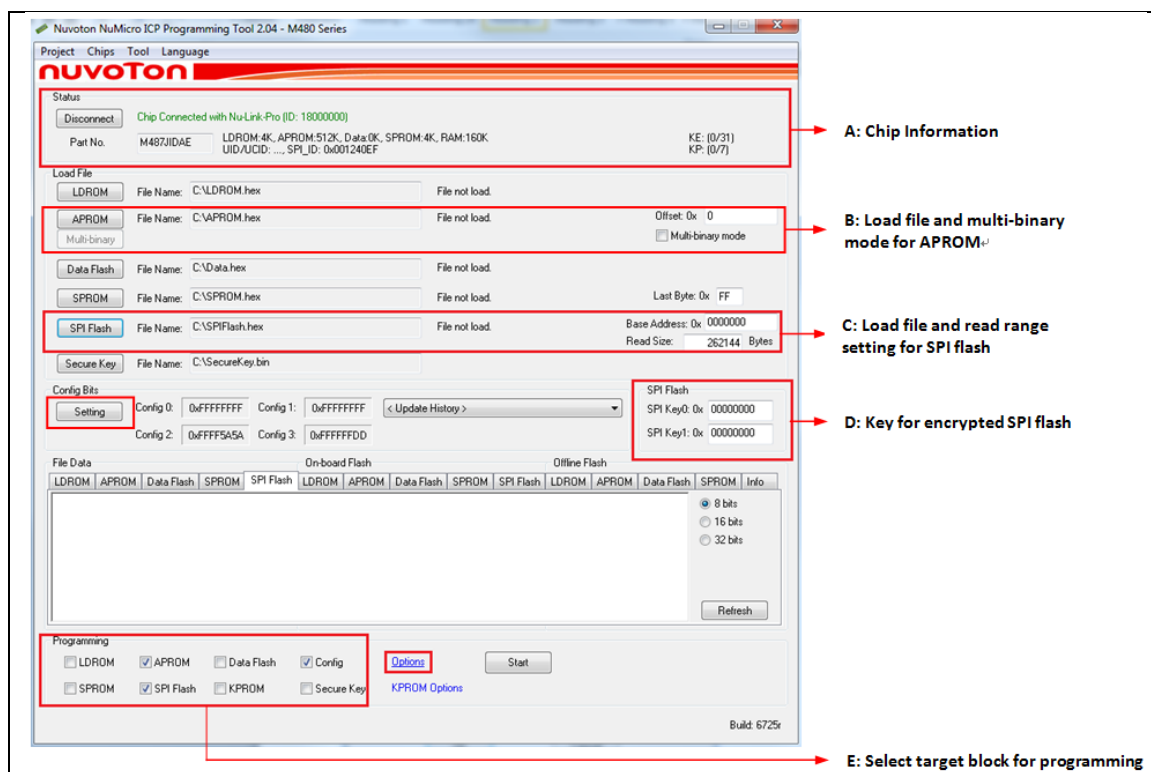 Nuvoton NuMicro ICP Programming Tool 2.04 - M480 Series
Project Chips Tool Language
nuvoTon
Status
Disconnect Chip Connected with Nu-Link-Pro (ID: 18000000)
Part No. M487JIDAE LDROM:4K, APROM:512K, Data:0K, SPROM:4K, RAM:160K KE: (0/31)
UID/UCID: ..., SPI_ID: 0x001240EF KP: (0/7)
A: Chip Information
Load File
LDROM File Name: C:\LDROM.hex File not load.
APROM File Name: C:\APROM.hex File not load. Offset: 0x 0
Multi-binary Multi-binary mode
B: Load file and multi-binary
mode for APROM↵
Data Flash File Name: C:\Data.hex File not load.
SPROM File Name: C:\SPROM.hex File not load. Last Byte: 0x FF
SPI Flash File Name: C:\SPIFlash.hex File not load. Base Address: 0x 0000000
Read Size: 262144 Bytes
C: Load file and read range
setting for SPI flash
Secure Key File Name: C:\SecureKey.bin
Config Bits SPI Flash
Setting Config 0: 0xFFFFFFFF Config 1: 0xFFFFFFFF < Update History > SPI Key0: 0x 00000000
Config 2: 0xFFFF5A5A Config 3: 0xFFFFFFDD SPI Key1: 0x 00000000
D: Key for encrypted SPI flash
File Data On-board Flash Offline Flash
LDROM APROM Data Flash SPROM SPI Flash LDROM APROM Data Flash SPROM SPI Flash LDROM APROM Data Flash SPROM Info
8 bits
16 bits
32 bits
Refresh
Programming
LDROM APROM Data Flash Config Options Start
SPROM SPI Flash KPROM Secure Key KPROM Options
Build: 6725r
E: Select target block for programming